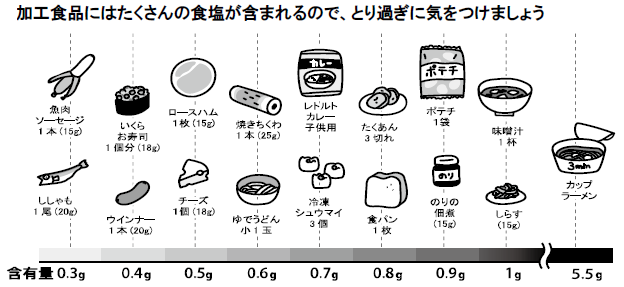 加工食品にはたくさんの食塩が含まれるので、とり過ぎに気をつけましょう
魚肉
ソーセージ
1本(15g)
いくら
お寿司
1個分(18g)
ロースハム
1枚(15g)
焼きちくわ
1本(25g)
カレー
レトルト
カレー
子供用
たくあん
3切れ
ポテチ
ポテチ
1袋
味噌汁
1杯
ししゃも
1尾(20g)
ウインナー
1本(20g)
チーズ
1個(18g)
ゆでうどん
小1玉
冷凍
シュウマイ
3個
食パン
1枚
のり
のりの
佃煮
(15g)
しらす
(15g)
3min
カップ
ラーメン
含有量 0.3g 0.4g 0.5g 0.6g 0.7g 0.8g 0.9g 1g 5.5g